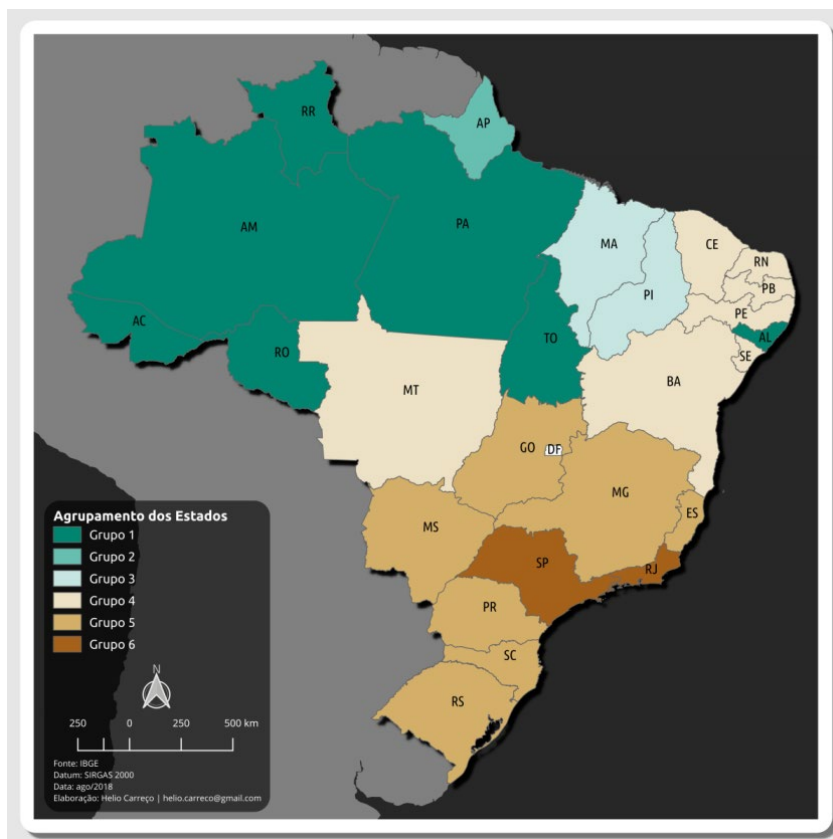 RR
AP
AM
PA
MA
CE
RN
PB
PI
PE
AC
TO
AL
RO
SE
MT
BA
GO
DF
MG
MS
ES
SP
RJ
PR
SC
RS
Agrupamento dos Estados
Grupo 1
Grupo 2
Grupo 3
Grupo 4
Grupo 5
Grupo 6
N
250 0 250 500 km
Fonte: IBGE
Datum: SIRGAS 2000
Data: ago/2018
Elaboração: Helio Carreço | helio.carreco@gmail.com